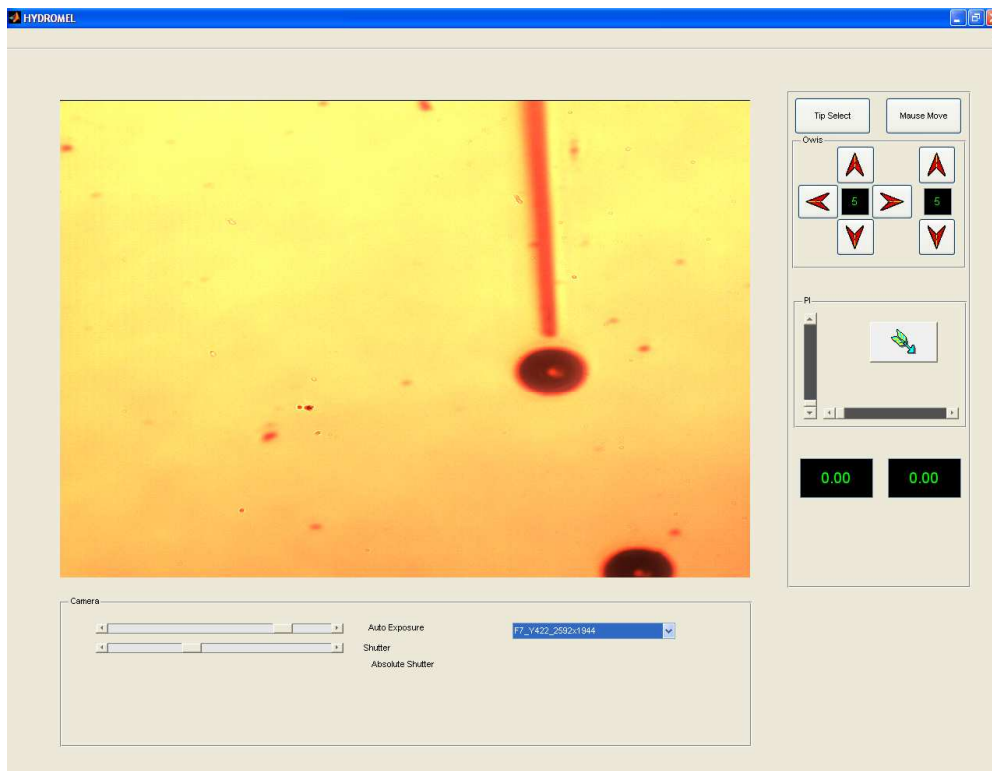 HYDROMEL
Tip Select
Mause Move
Owis
5
5
PI
0.00
0.00
Camera
Auto Exposure
F7_Y422_2592x1944
Shutter
Absolute Shutter